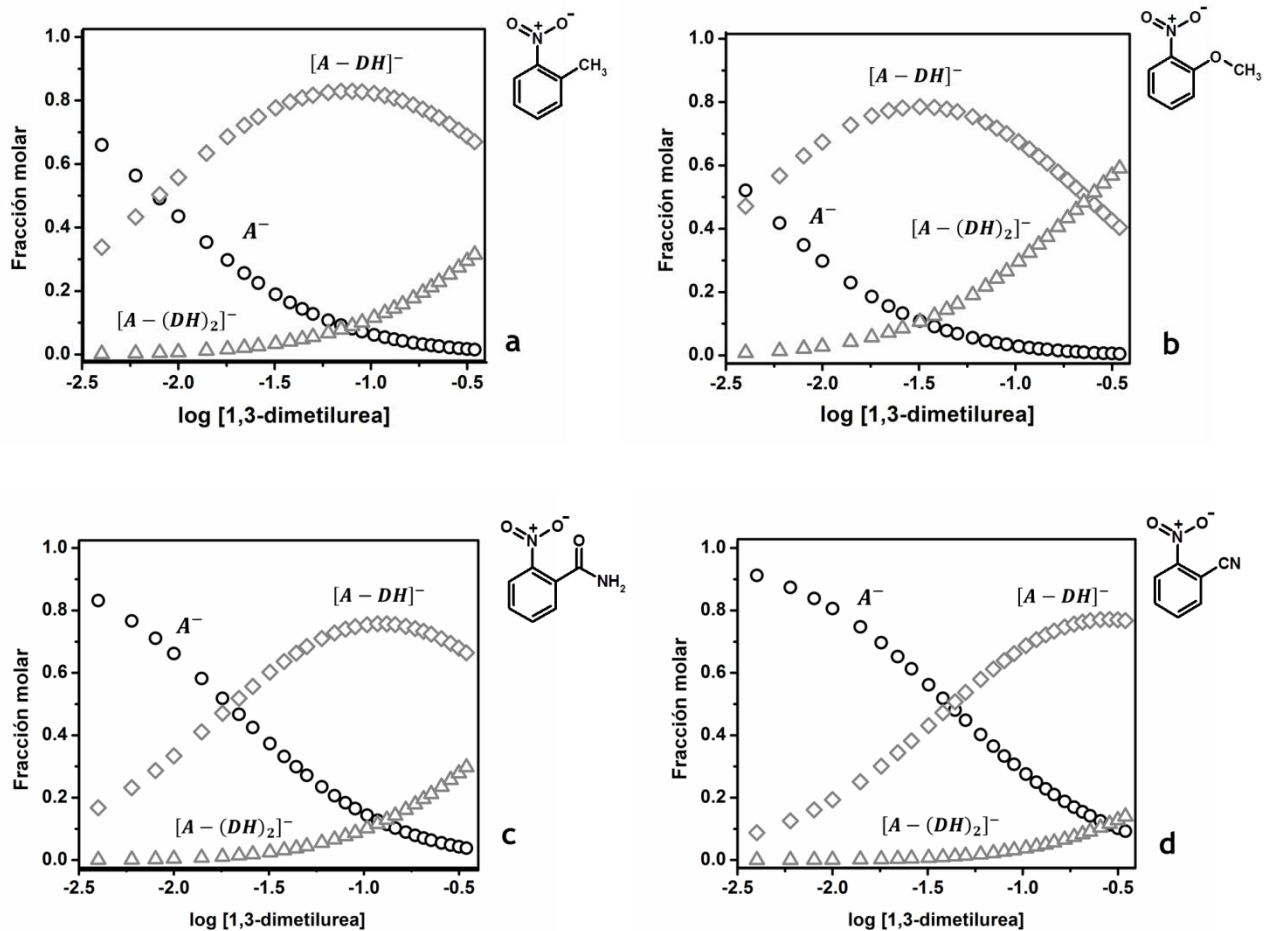 1.0
0.8
0.6
0.4
0.2
0.0
Fracción molar
[A − DH]⁻
A⁻
[A − (DH)₂]⁻
a
-2.5 -2.0 -1.5 -1.0 -0.5
log [1,3-dimetilurea]
O N⁺ O⁻
CH₃
1.0
0.8
0.6
0.4
0.2
0.0
Fracción molar
[A − DH]⁻
[A − (DH)₂]⁻
A⁻
b
-2.5 -2.0 -1.5 -1.0 -0.5
log [1,3-dimetilurea]
O N⁺ O⁻
O CH₃
1.0
0.8
0.6
0.4
0.2
0.0
Fracción molar
A⁻
[A − DH]⁻
[A − (DH)₂]⁻
c
-2.5 -2.0 -1.5 -1.0 -0.5
log [1,3-dimetilurea]
O N⁺ O⁻
O
NH₂
1.0
0.8
0.6
0.4
0.2
0.0
Fracción molar
A⁻
[A − DH]⁻
[A − (DH)₂]⁻
d
-2.5 -2.0 -1.5 -1.0 -0.5
log [1,3-dimetilurea]
O N⁺ O⁻
CN